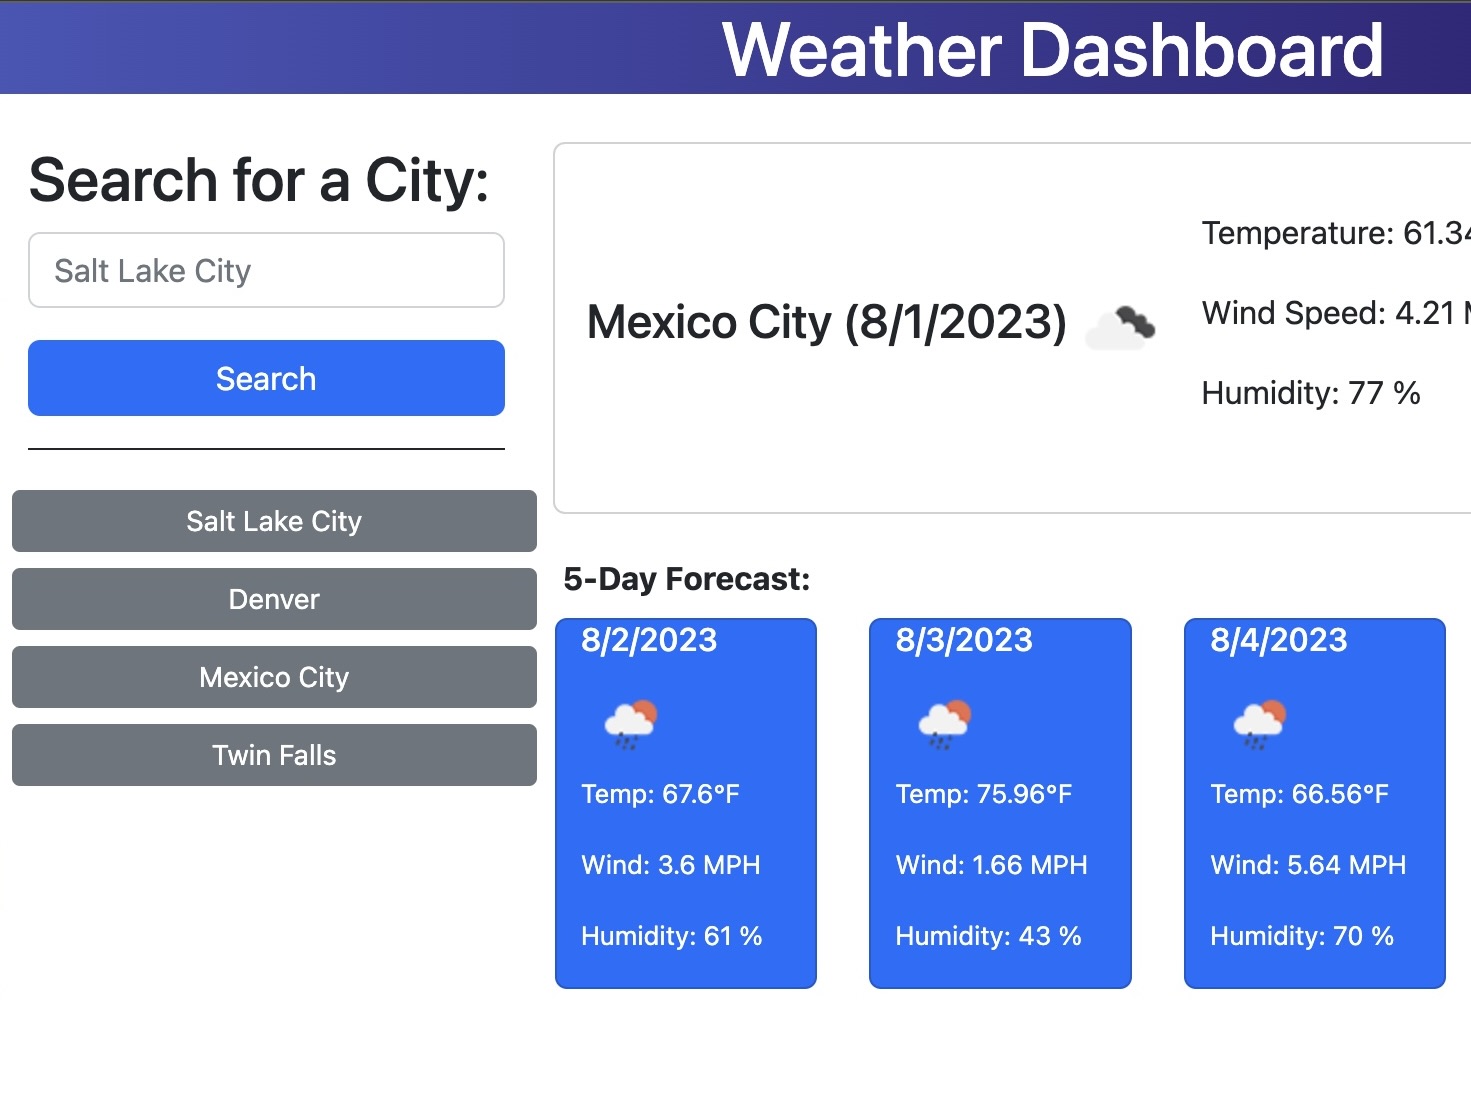 Weather Dashboard
Search for a City:
Salt Lake City
Search
Salt Lake City
Denver
Mexico City
Twin Falls
Mexico City (8/1/2023)
Temperature: 61.34
Wind Speed: 4.21
Humidity: 77 %
5-Day Forecast:
8/2/2023
Temp: 67.6°F
Wind: 3.6 MPH
Humidity: 61 %
8/3/2023
Temp: 75.96°F
Wind: 1.66 MPH
Humidity: 43 %
8/4/2023
Temp: 66.56°F
Wind: 5.64 MPH
Humidity: 70 %